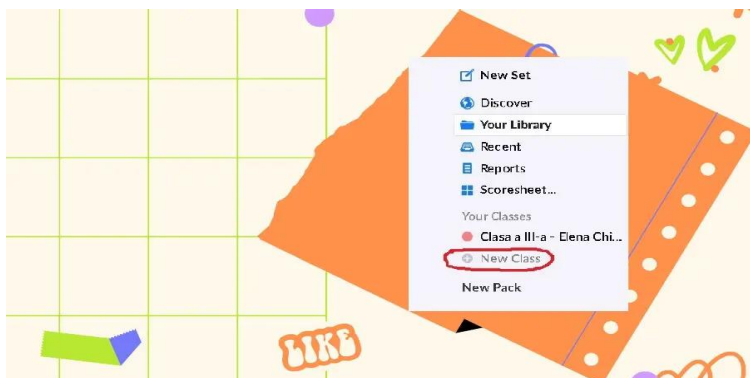 New Set
Discover
Your Library
Recent
Reports
Scoresheet...
Your Classes
Clasa a III-a - Elena Chi...
New Class
New Pack
LIKE